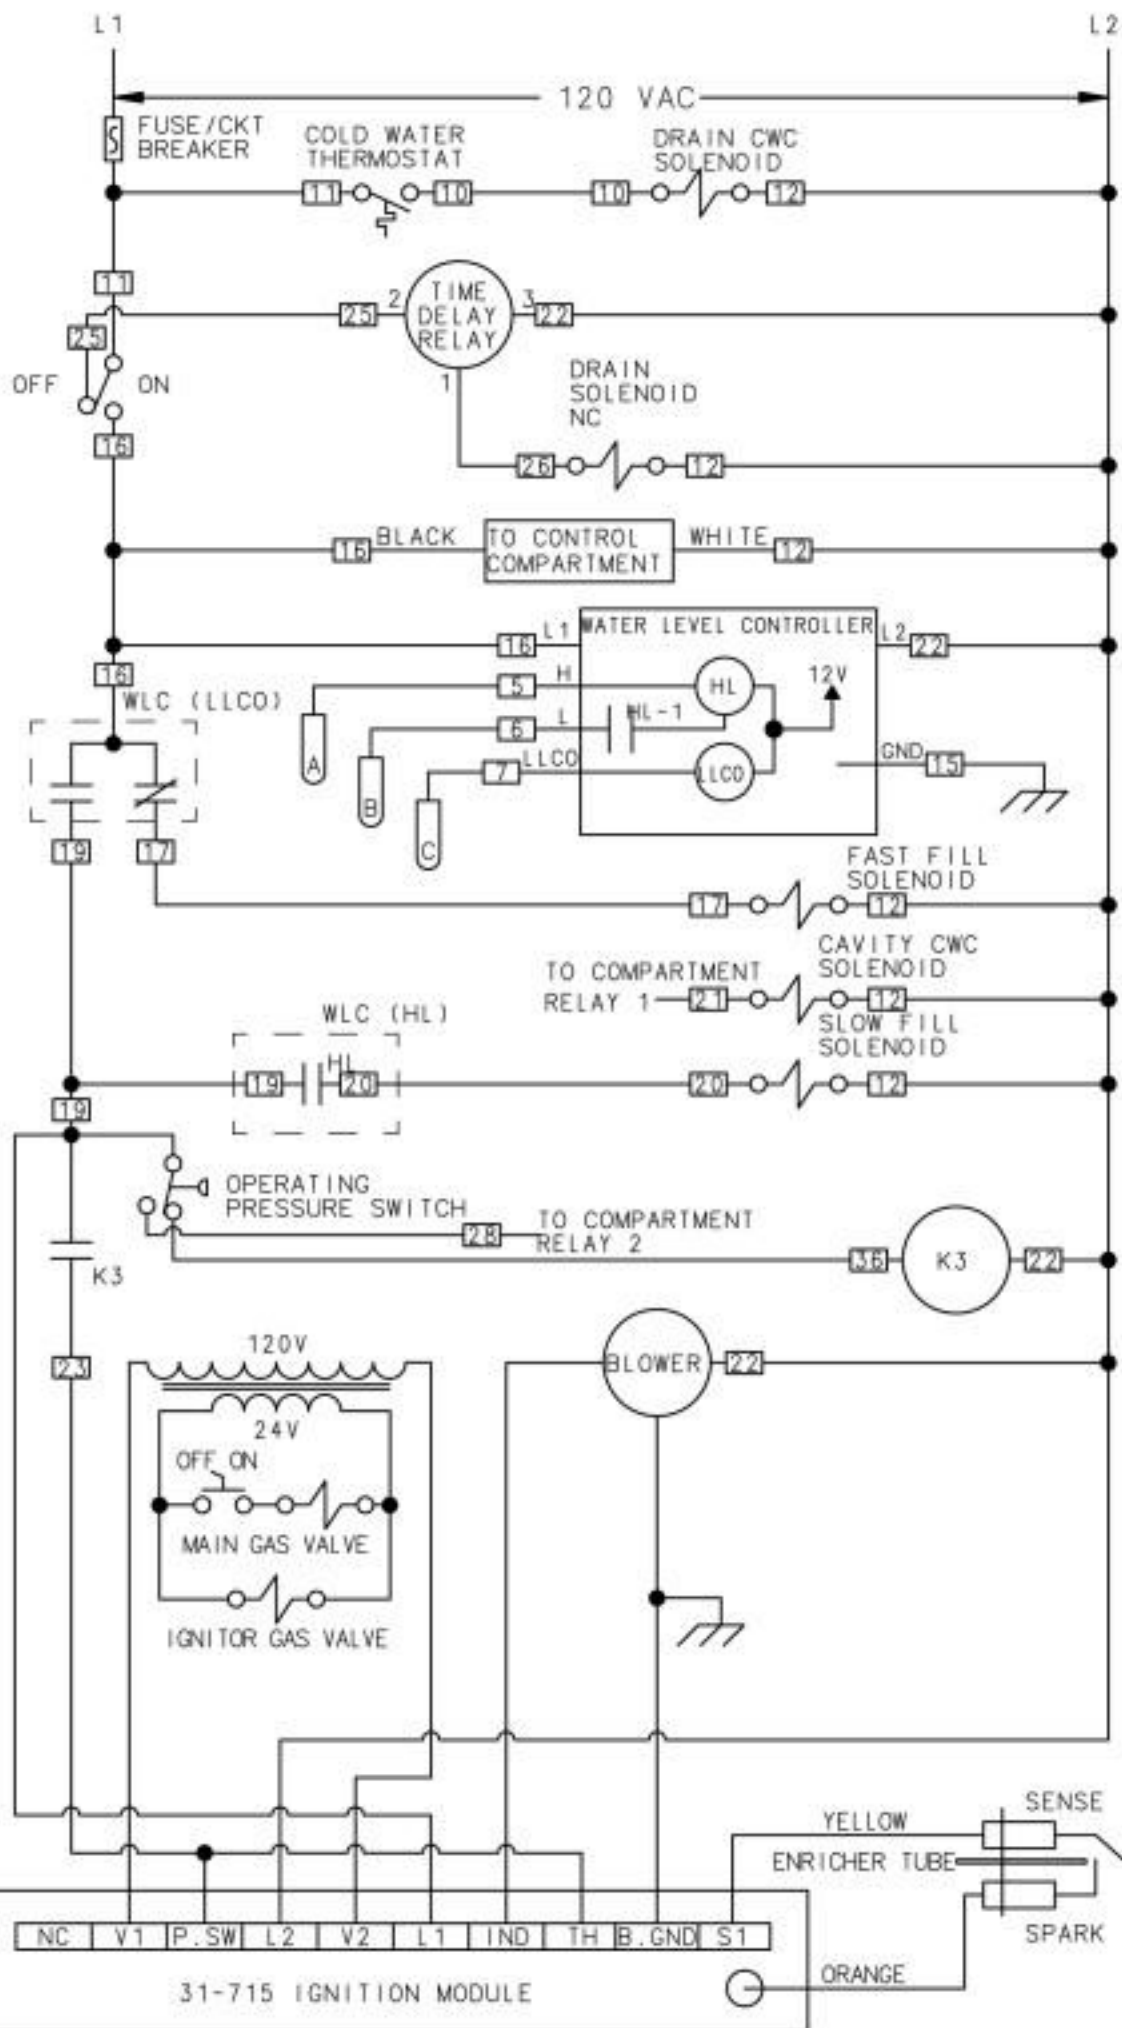 L1
L2
120 VAC
FUSE/CKT
BREAKER
COLD WATER
THERMOSTAT
DRAIN CWC
SOLENOID
11
10
10
12
11
25
2
TIME
DELAY
RELAY
3
22
25
OFF
ON
1
DRAIN
SOLENOID
NC
16
26
12
16
BLACK
TO CONTROL
COMPARTMENT
WHITE
12
16
L1
WATER LEVEL CONTROLLER
L2
22
16
WLC (LLCO)
5
H
HL
12V
6
L
HL-1
7
LLCO
LLCO
GND
15
A
B
C
19
17
FAST FILL
SOLENOID
17
12
TO COMPARTMENT
RELAY 1
21
CAVITY CWC
SOLENOID
12
WLC (HL)
SLOW FILL
SOLENOID
HL
19
20
20
12
19
OPERATING
PRESSURE SWITCH
28
TO COMPARTMENT
RELAY 2
36
K3
22
K3
120V
BLOWER
22
23
24V
OFF ON
MAIN GAS VALVE
IGNITOR GAS VALVE
SENSE
YELLOW
ENRICHER TUBE
SPARK
NC V1 P.SW L2 V2 L1 IND TH B.GND S1
31-715 IGNITION MODULE
ORANGE